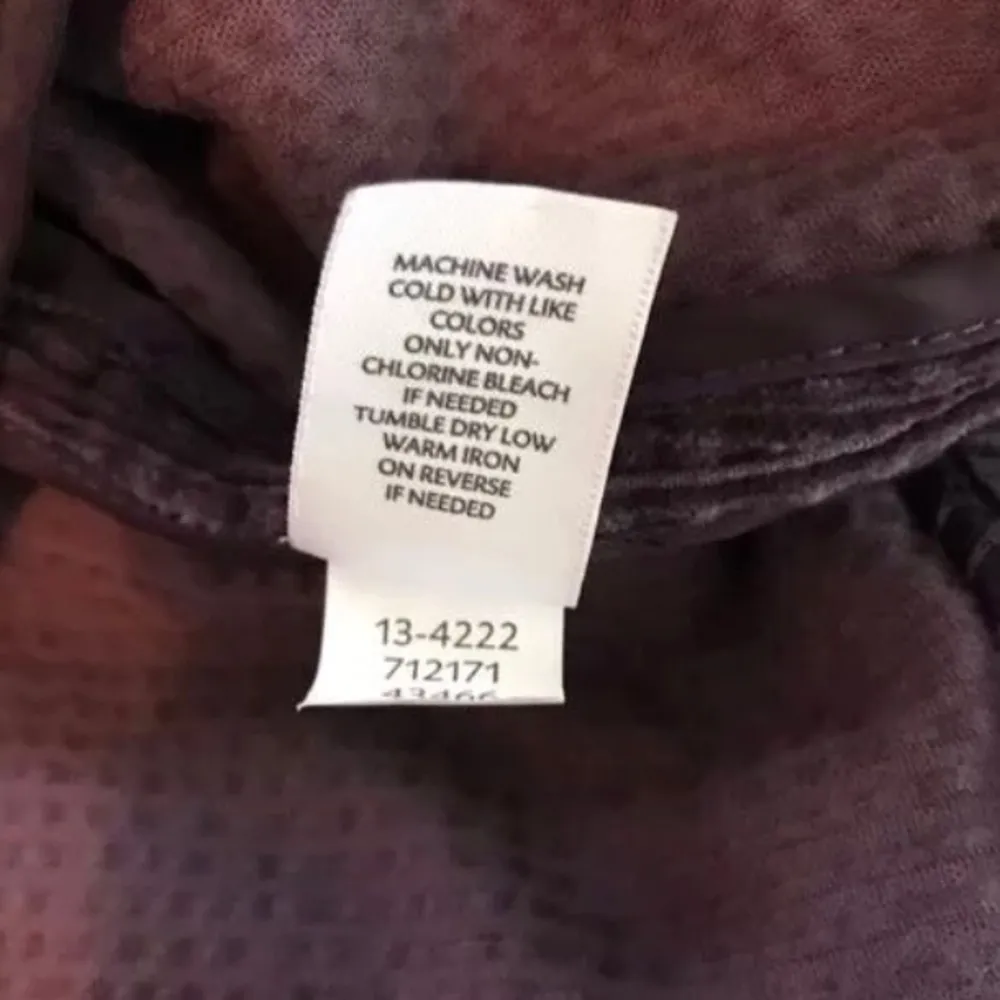 MACHINE WASH
COLD WITH LIKE
COLORS
ONLY NON-
CHLORINE BLEACH
IF NEEDED
TUMBLE DRY LOW
WARM IRON
ON REVERSE
IF NEEDED
13-4222
712171